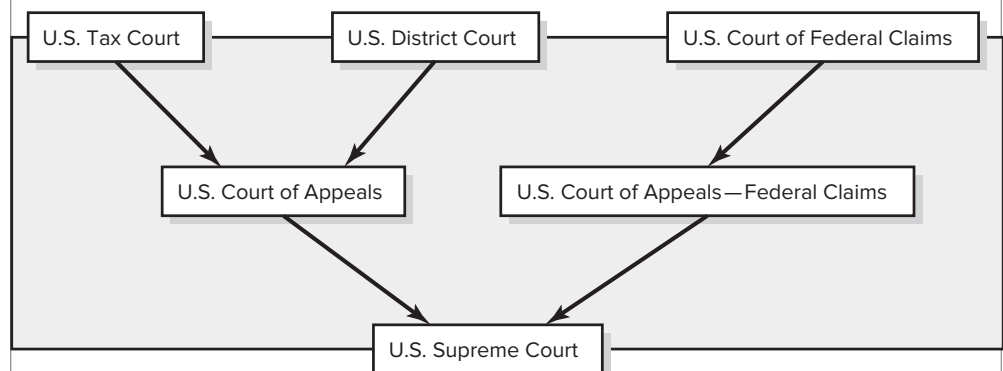 U.S. Tax Court
U.S. District Court
U.S. Court of Federal Claims
U.S. Court of Appeals
U.S. Court of Appeals—Federal Claims
U.S. Supreme Court